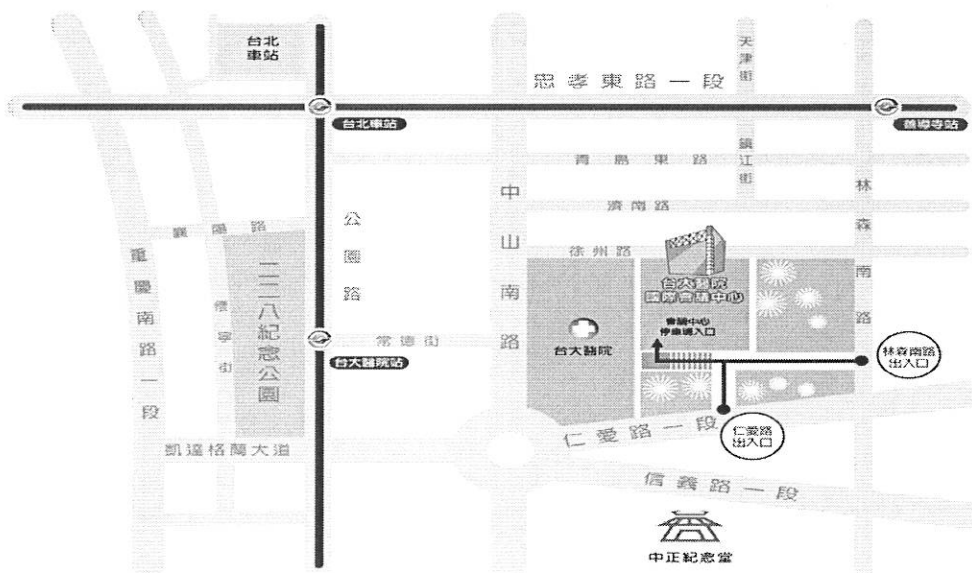 台北
車站
天津街
忠孝東路一段
台北車站
善導寺站
青島東路
鎮江街
中山南路
林森南路
濟南路
公園路
襄陽路
徐州路
重慶南路一段
懷寧街
二二八紀念公園
台大醫院
國際會議中心
會議中心
停車場入口
常德街
台大醫院
台大醫院站
林森南路
出入口
仁愛路一段
仁愛路
出入口
凱達格蘭大道
信義路一段
中正紀念堂